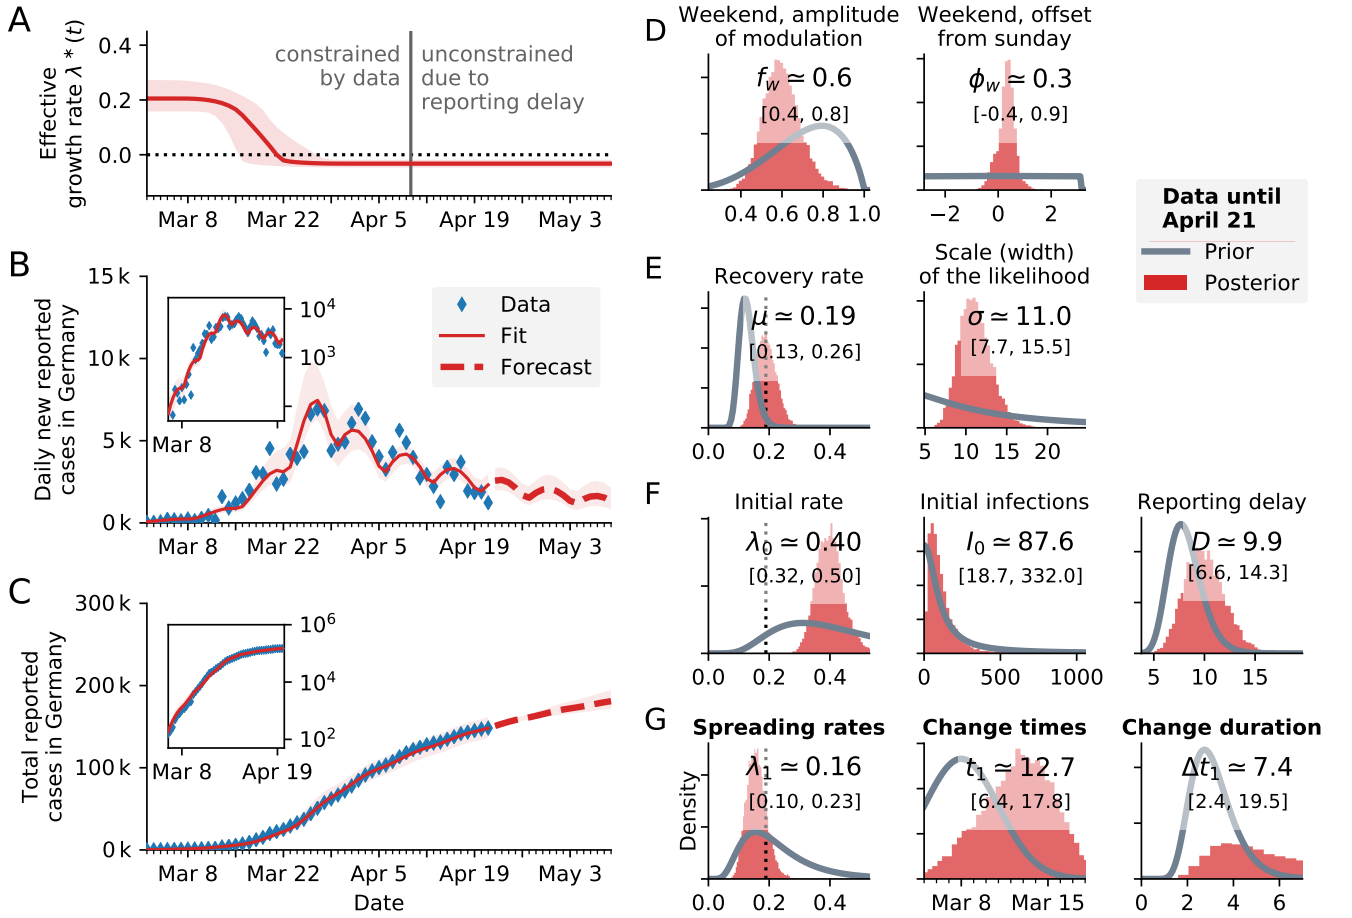 A
Effective
growth rate λ*(t)
0.4
0.2
0.0
constrained
by data
unconstrained
due to
reporting delay
Mar 8
Mar 22
Apr 5
Apr 19
May 3
B
Daily new reported
cases in Germany
15 k
10 k
5 k
0 k
10⁴
10³
Mar 8
Data
Fit
Forecast
Mar 8
Mar 22
Apr 5
Apr 19
May 3
C
Total reported
cases in Germany
300 k
200 k
100 k
0 k
10⁶
10⁴
10²
Mar 8
Apr 19
Mar 8
Mar 22
Apr 5
Apr 19
May 3
Date
D
Weekend, amplitude
of modulation
f_w ≃ 0.6
[0.4, 0.8]
0.4
0.6
0.8
1.0
Weekend, offset
from sunday
ϕ_w ≃ 0.3
[-0.4, 0.9]
−2
0
2
E
Recovery rate
μ ≃ 0.19
[0.13, 0.26]
0.0
0.2
0.4
Scale (width)
of the likelihood
σ ≃ 11.0
[7.7, 15.5]
5
10
15
20
F
Initial rate
λ₀ ≃ 0.40
[0.32, 0.50]
0.0
0.2
0.4
Initial infections
I₀ ≃ 87.6
[18.7, 332.0]
0
500
1000
Reporting delay
D ≃ 9.9
[6.6, 14.3]
5
10
15
G
Density
Spreading rates
λ₁ ≃ 0.16
[0.10, 0.23]
0.0
0.2
0.4
Change times
t₁ ≃ 12.7
[6.4, 17.8]
Mar 8
Mar 15
Change duration
Δt₁ ≃ 7.4
[2.4, 19.5]
0
2
4
6
Data until
April 21
Prior
Posterior